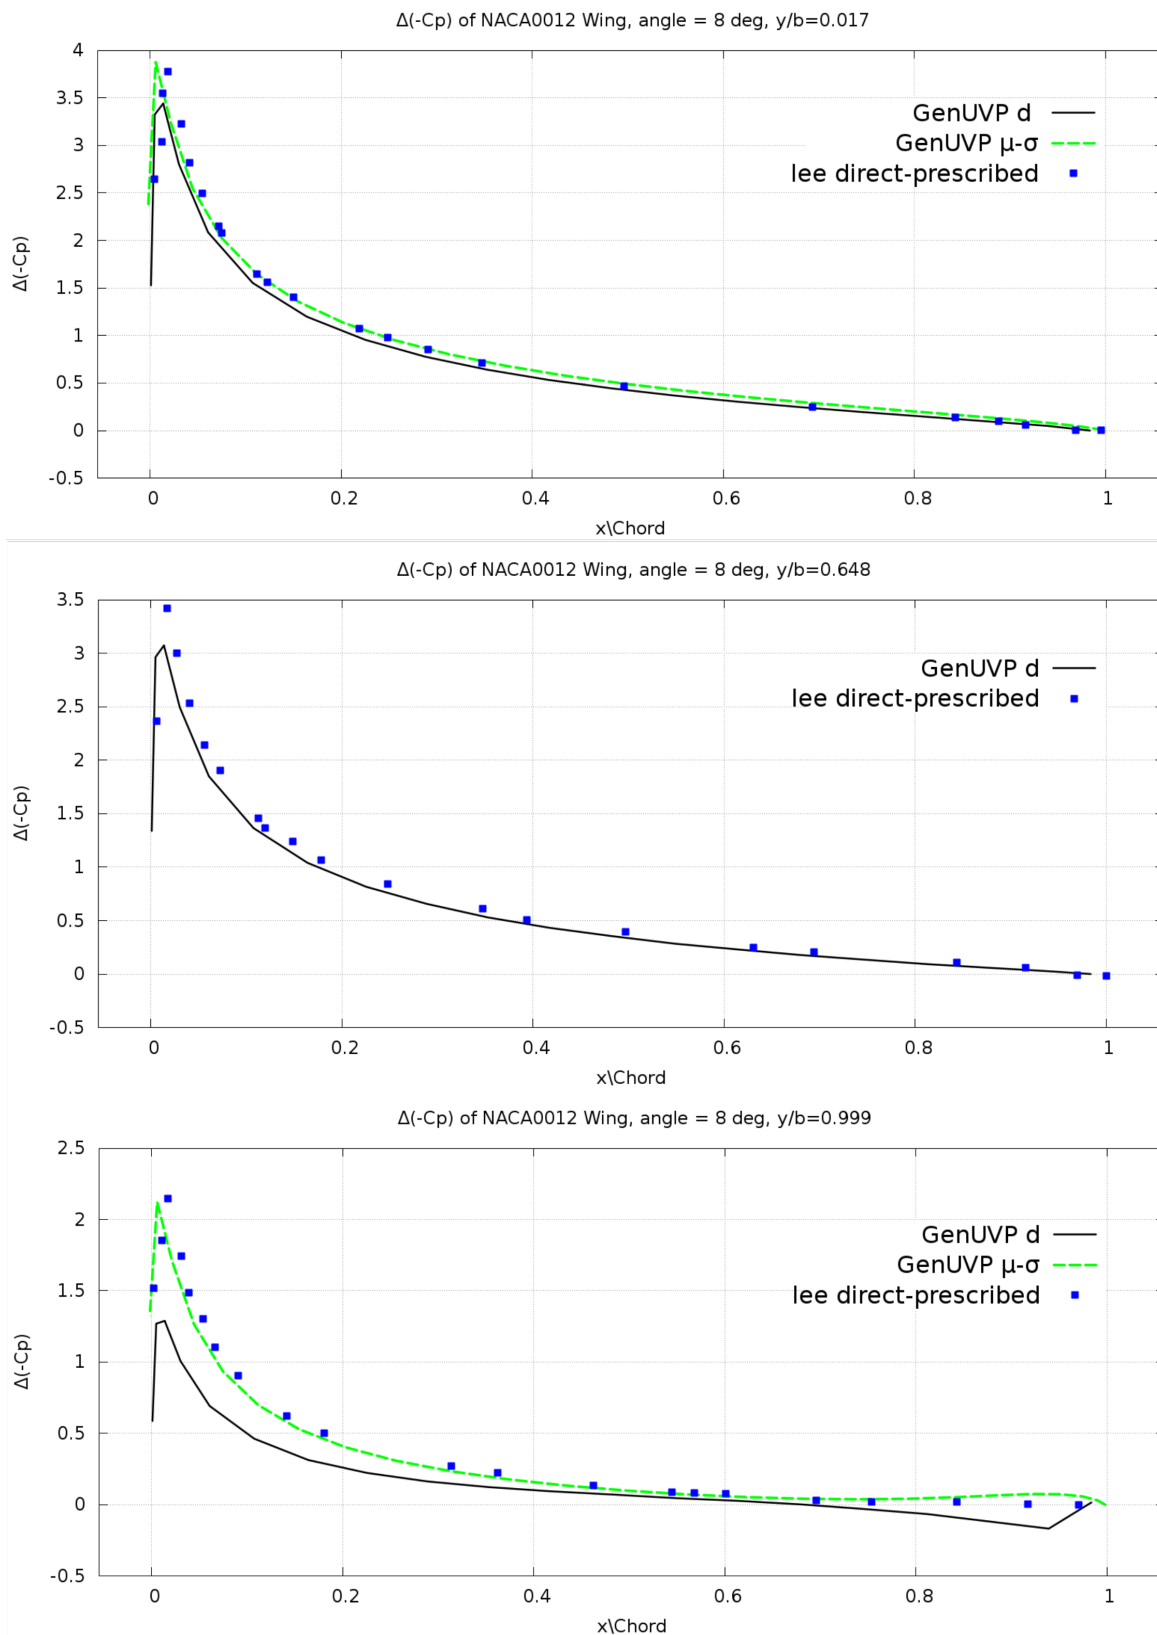 Δ(-Cp) of NACA0012 Wing, angle = 8 deg, y/b=0.017
4
3.5
3
2.5
2
1.5
1
0.5
0
-0.5
Δ(-Cp)
GenUVP d
GenUVP μ-σ
lee direct-prescribed
0 0.2 0.4 0.6 0.8 1
x\Chord
Δ(-Cp) of NACA0012 Wing, angle = 8 deg, y/b=0.648
3.5
3
2.5
2
1.5
1
0.5
0
-0.5
Δ(-Cp)
GenUVP d
lee direct-prescribed
0 0.2 0.4 0.6 0.8 1
x\Chord
Δ(-Cp) of NACA0012 Wing, angle = 8 deg, y/b=0.999
2.5
2
1.5
1
0.5
0
-0.5
Δ(-Cp)
GenUVP d
GenUVP μ-σ
lee direct-prescribed
0 0.2 0.4 0.6 0.8 1
x\Chord